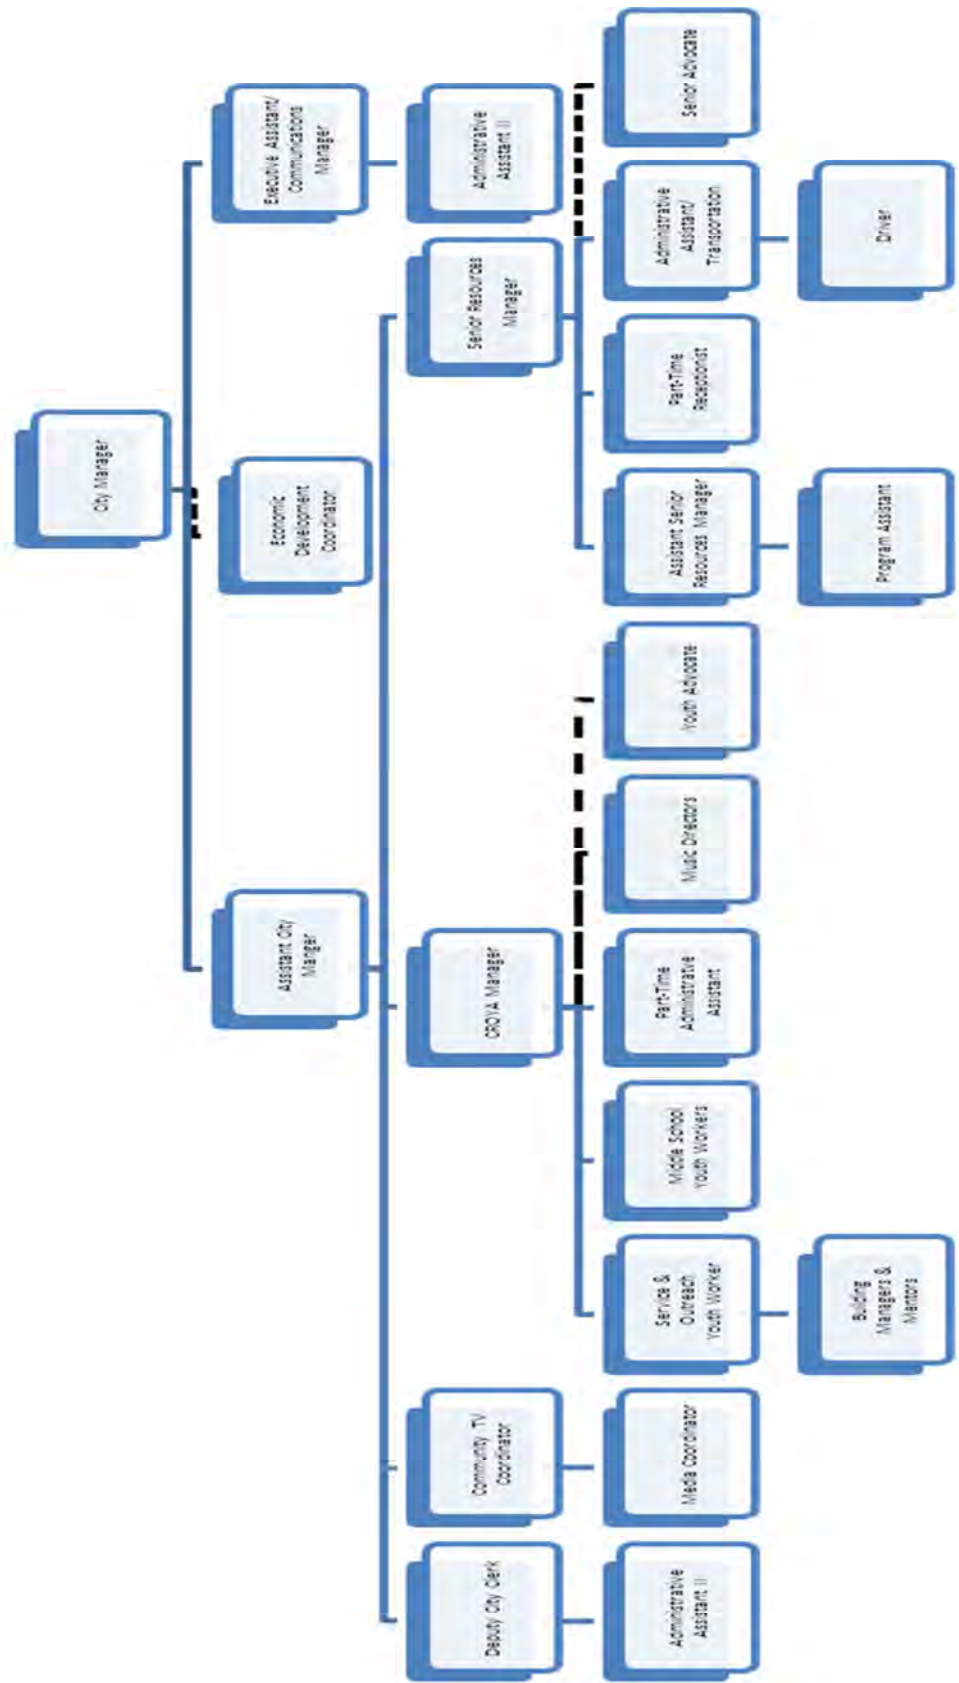 City Manager
Assistant City
Manger
Economic
Development
Coordinator
Executive Assistant/
Communications
Manager
Deputy City Clerk
Community TV
Coordinator
CROYA Manager
Senior Resources
Manager
Administrative
Assistant II
Administrative
Assistant II
Media Coordinator
Service &
Outreach
Youth Worker
Middle School
Youth Workers
Part-Time
Administrative
Assistant
Music Directors
Youth Advocate
Assistant Senior
Resources Manager
Part-Time
Receptionist
Administrative
Assistant/
Transportation
Senior Advocate
Building
Managers &
Mentors
Program Assistant
Driver